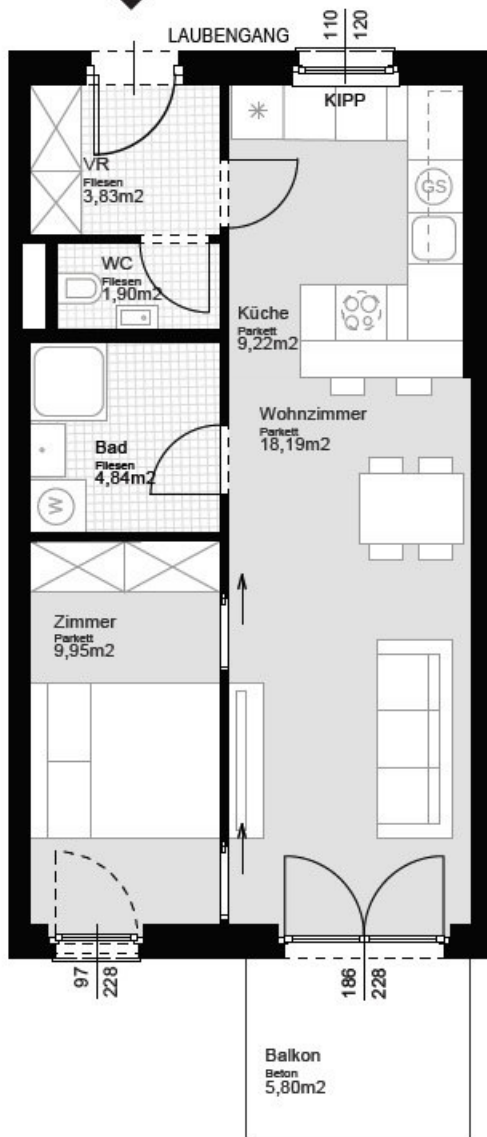 LAUBENGANG
110
120
KIPP
VR
Fliesen
3,83m2
GS
WC
Fliesen
1,90m2
Küche
Parkett
9,22m2
Wohnzimmer
Parkett
18,19m2
Bad
Fliesen
4,84m2
W
Zimmer
Parkett
9,95m2
97
228
186
228
Balkon
Beton
5,80m2